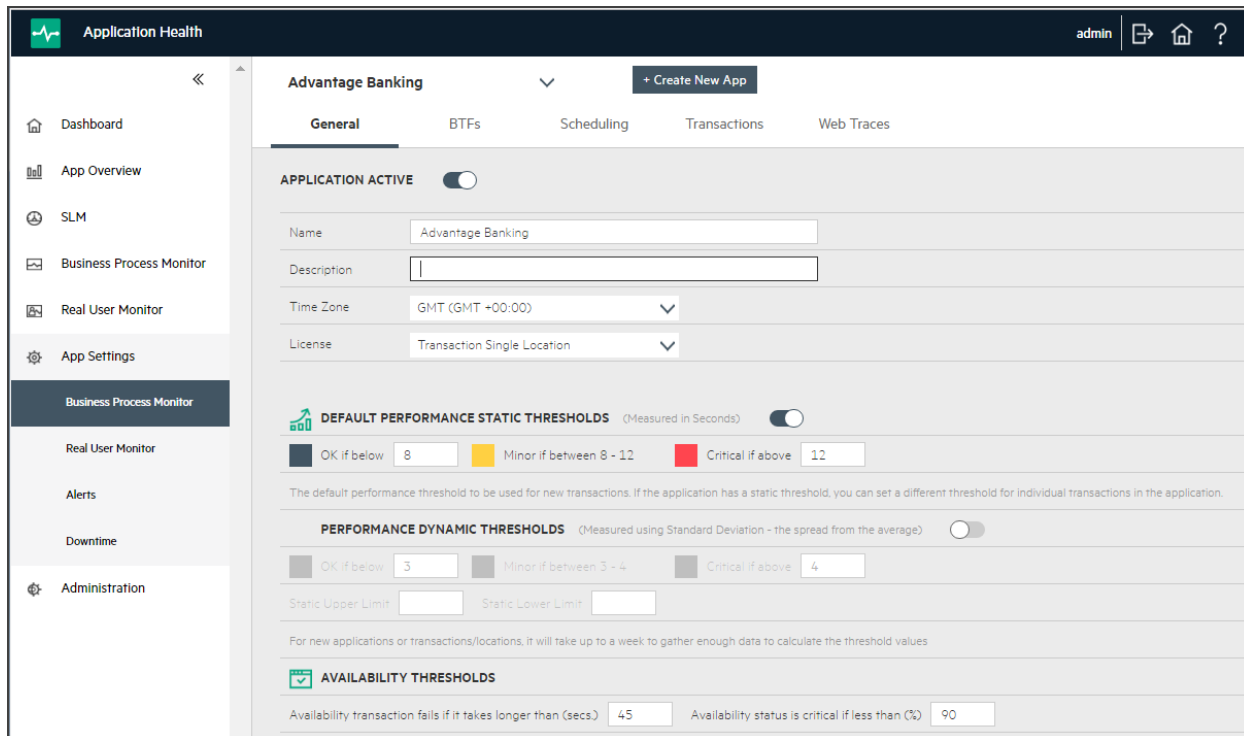 Application Health
admin
?
Advantage Banking
+ Create New App
Dashboard
General BTFs Scheduling Transactions Web Traces
App Overview
APPLICATION ACTIVE
SLM
Name Advantage Banking
Business Process Monitor
Description
Real User Monitor
Time Zone GMT (GMT +00:00)
App Settings
License Transaction Single Location
Business Process Monitor
DEFAULT PERFORMANCE STATIC THRESHOLDS (Measured in Seconds)
Real User Monitor
OK if below 8 Minor if between 8 - 12 Critical if above 12
Alerts
The default performance threshold to be used for new transactions. If the application has a static threshold, you can set a different threshold for individual transactions in the application.
Downtime
PERFORMANCE DYNAMIC THRESHOLDS (Measured using Standard Deviation - the spread from the average)
OK if below 3 Minor if between 3 - 4 Critical if above 4
Administration
Static Upper Limit Static Lower Limit
For new applications or transactions/locations, it will take up to a week to gather enough data to calculate the threshold values
AVAILABILITY THRESHOLDS
Availability transaction fails if it takes longer than (secs.) 45 Availability status is critical if less than (%) 90